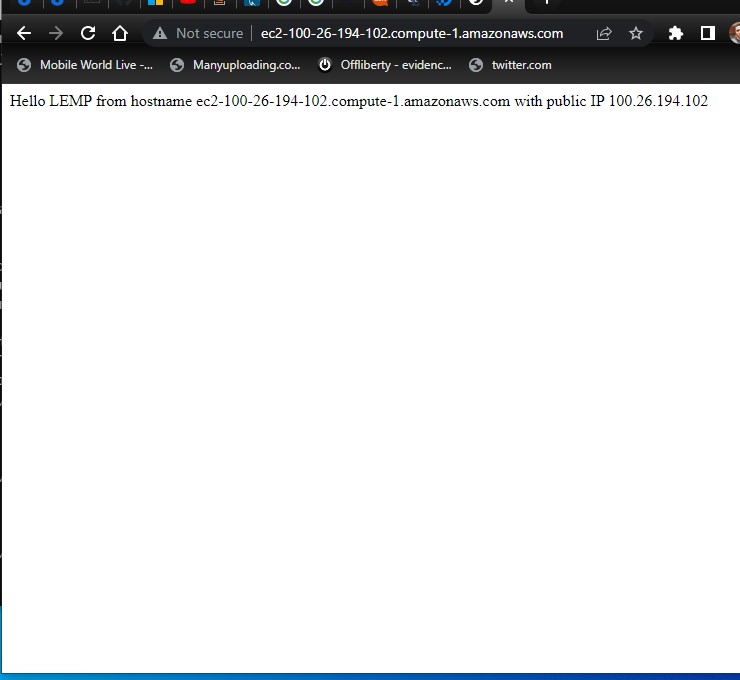 Not secure ec2-100-26-194-102.compute-1.amazonaws.com
Mobile World Live -... Manyuploading.co... Offliberty - evidenc... twitter.com
Hello LEMP from hostname ec2-100-26-194-102.compute-1.amazonaws.com with public IP 100.26.194.102